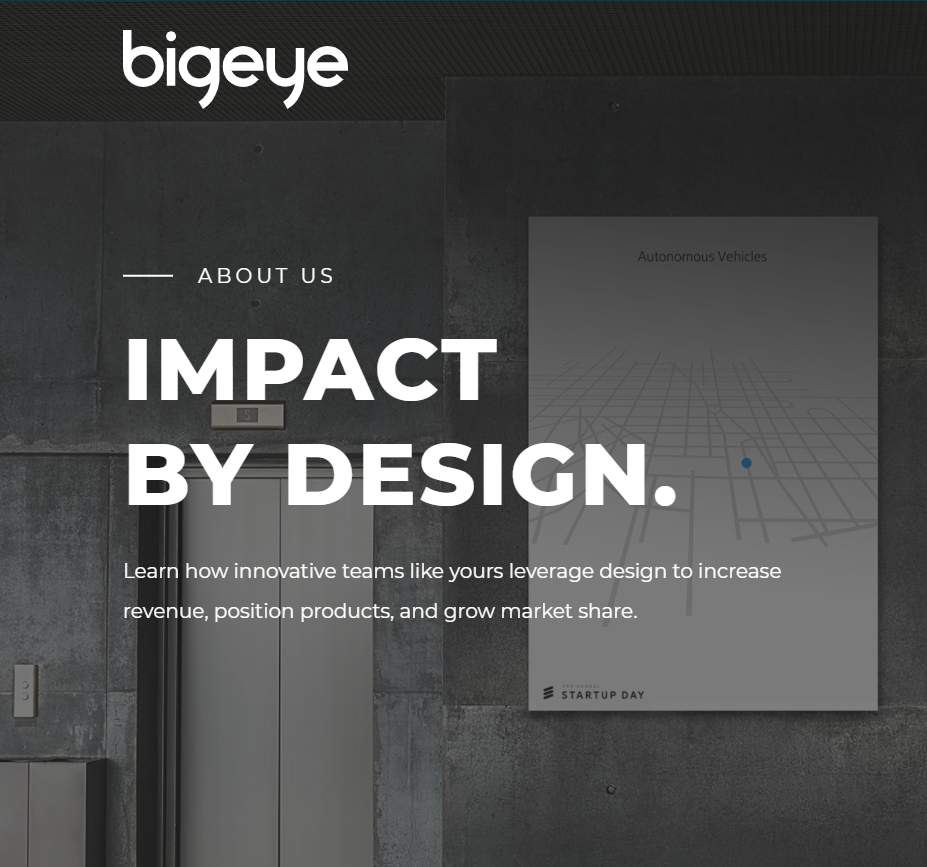 bigeye
ABOUT US
Autonomous Vehicles
IMPACT
BY DESIGN.
Learn how innovative teams like yours leverage design to increase
revenue, position products, and grow market share.
STARTUP DAY